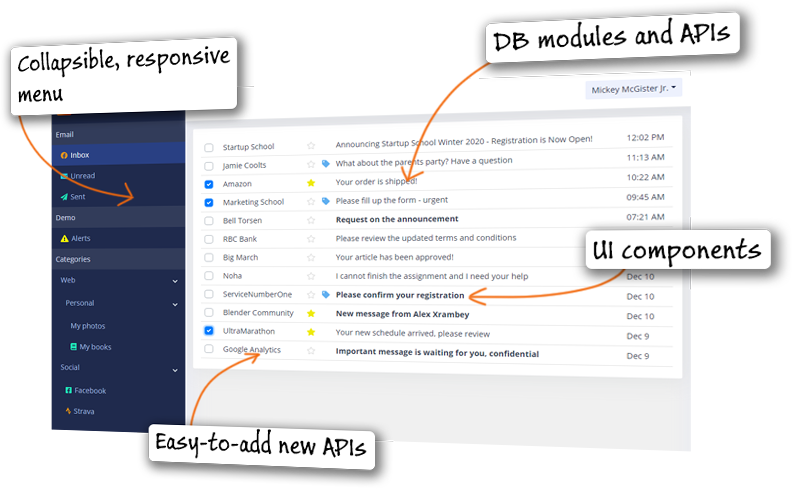 DB modules and APIs
Collapsible, responsive
menu
Mickey McGister Jr.
Email
Inbox
Unread
Sent
Demo
Alerts
Categories
Web
Personal
My photos
My books
Social
Facebook
Strava
Startup School Announcing Startup School Winter 2020 - Registration is Now Open! 12:02 PM
Jamie Coolts What about the parents party? Have a question 11:13 AM
Amazon Your order is shipped! 10:22 AM
Marketing School Please fill up the form - urgent 09:45 AM
Bell Torsen Request on the announcement 07:21 AM
RBC Bank Please review the updated terms and conditions
Big March Your article has been approved!
Noha I cannot finish the assignment and I need your help Dec 10
ServiceNumberOne Please confirm your registration Dec 10
Blender Community New message from Alex Xrambey Dec 10
UltraMarathon Your new schedule arrived, please review Dec 9
Google Analytics Important message is waiting for you, confidential Dec 9
UI components
Easy-to-add new APIs